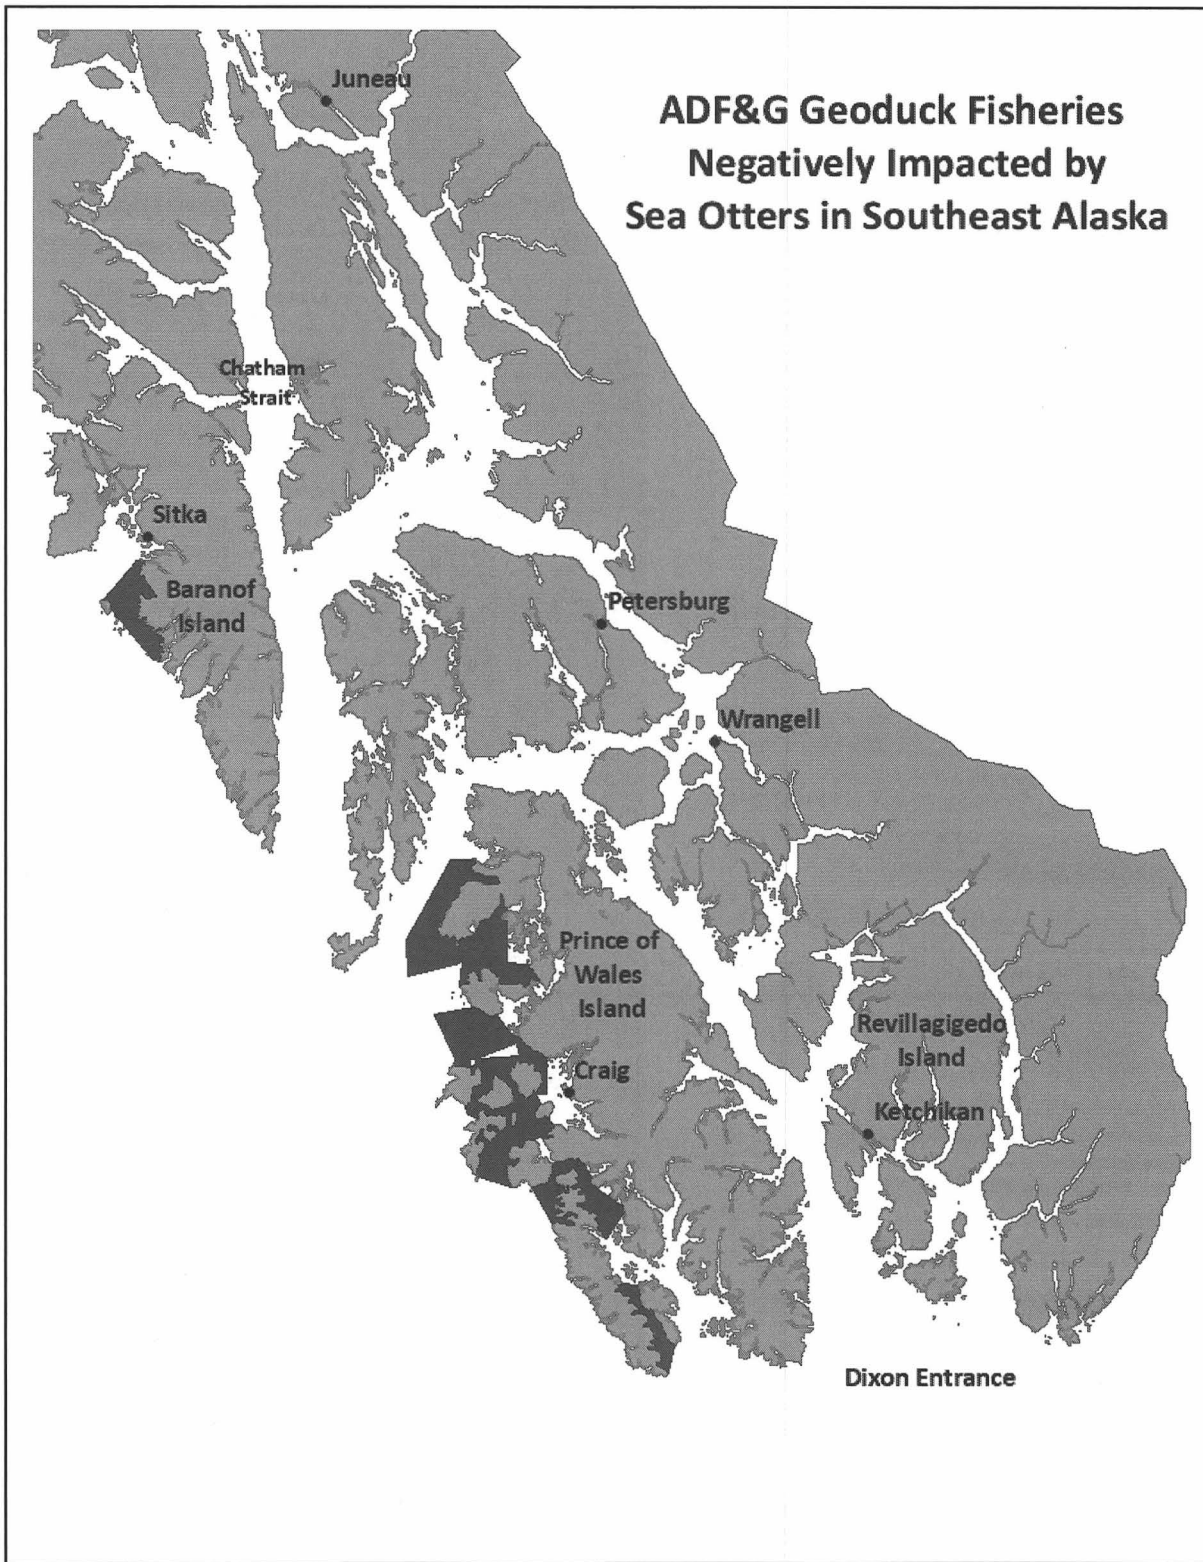 ADF&G Geoduck Fisheries
Negatively Impacted by
Sea Otters in Southeast Alaska
Juneau
Chatham
Strait
Sitka
Baranof
Island
Petersburg
Wrangell
Prince of
Wales
Island
Revillagigedo
Island
Craig
Ketchikan
Dixon Entrance